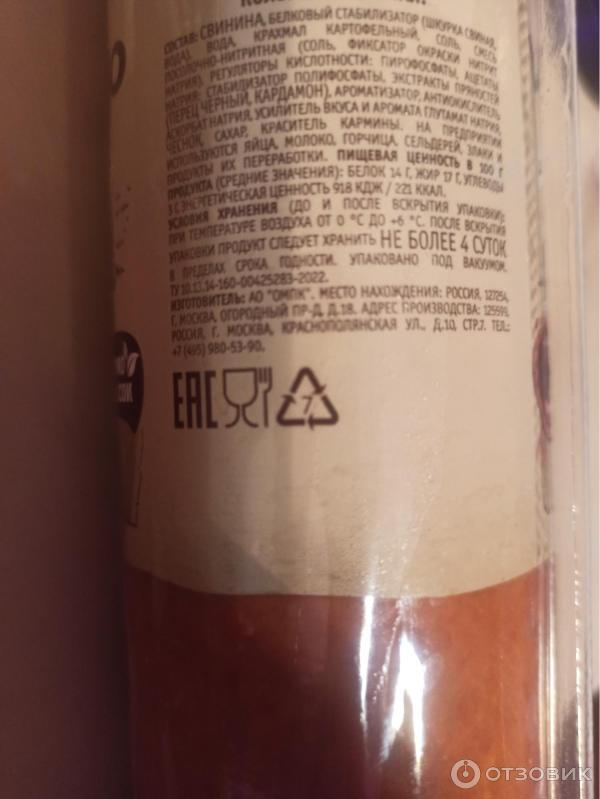 СОСТАВ: СВИНИНА, БЕЛКОВЫЙ СТАБИЛИЗАТОР (ШКУРКА СВИНАЯ,
ВОДА), ВОДА, КРАХМАЛ КАРТОФЕЛЬНЫЙ, СОЛЬ, СМЕСЬ
ПОСОЛОЧНО-НИТРИТНАЯ (СОЛЬ, ФИКСАТОР ОКРАСКИ НИТРИТ
НАТРИЯ), РЕГУЛЯТОРЫ КИСЛОТНОСТИ: ПИРОФОСФАТЫ, АЦЕТАТЫ
НАТРИЯ; СТАБИЛИЗАТОР ПОЛИФОСФАТЫ, ЭКСТРАКТЫ ПРЯНОСТЕЙ
(ПЕРЕЦ ЧЕРНЫЙ, КАРДАМОН), АРОМАТИЗАТОР, АНТИОКИСЛИТЕЛЬ
АСКОРБАТ НАТРИЯ, УСИЛИТЕЛЬ ВКУСА И АРОМАТА ГЛУТАМАТ НАТРИЯ,
ЧЕСНОК, САХАР, КРАСИТЕЛЬ КАРМИНЫ. НА ПРЕДПРИЯТИИ
ИСПОЛЬЗУЮТСЯ ЯЙЦА, МОЛОКО, ГОРЧИЦА, СЕЛЬДЕРЕЙ, ЗЛАКИ И
ПРОДУКТЫ ИХ ПЕРЕРАБОТКИ. ПИЩЕВАЯ ЦЕННОСТЬ В 100 Г
ПРОДУКТА (СРЕДНИЕ ЗНАЧЕНИЯ): БЕЛОК 14 Г, ЖИР 17 Г, УГЛЕВОДЫ
3 Г. ЭНЕРГЕТИЧЕСКАЯ ЦЕННОСТЬ 918 КДЖ / 221 ККАЛ.
УСЛОВИЯ ХРАНЕНИЯ (ДО И ПОСЛЕ ВСКРЫТИЯ УПАКОВКИ):
ПРИ ТЕМПЕРАТУРЕ ВОЗДУХА ОТ 0 °С ДО +6 °С. ПОСЛЕ ВСКРЫТИЯ
УПАКОВКИ ПРОДУКТ СЛЕДУЕТ ХРАНИТЬ НЕ БОЛЕЕ 4 СУТОК
В ПРЕДЕЛАХ СРОКА ГОДНОСТИ. УПАКОВАНО ПОД ВАКУУМОМ.
ТУ 10.13.14-160-00425283-2022.
ИЗГОТОВИТЕЛЬ: АО "ОМПК". МЕСТО НАХОЖДЕНИЯ: РОССИЯ, 127254,
Г. МОСКВА, ОГОРОДНЫЙ ПР-Д, Д.18. АДРЕС ПРОИЗВОДСТВА: 125599,
РОССИЯ, Г. МОСКВА, КРАСНОПОЛЯНСКАЯ УЛ., Д.10, СТР.7. ТЕЛ.:
+7 (495) 980-53-90.
EAC 7
ОТЗОВИК